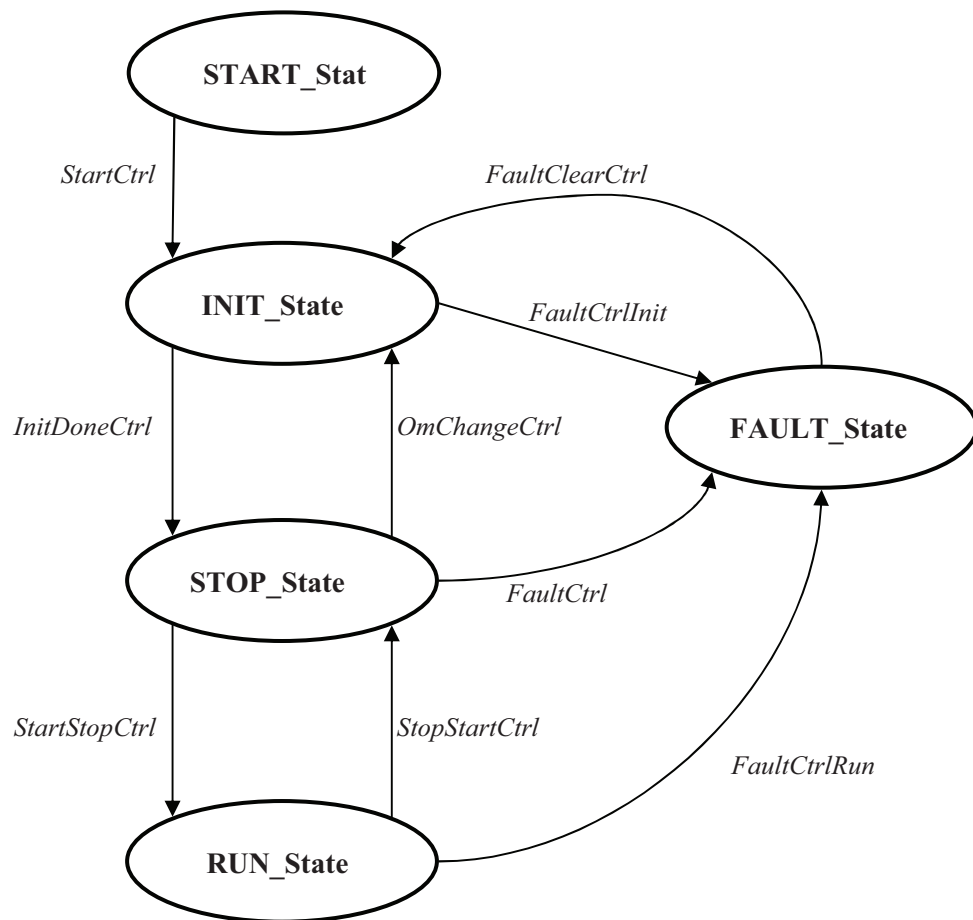 START_Stat
StartCtrl
FaultClearCtrl
INIT_State
FaultCtrlInit
InitDoneCtrl
OmChangeCtrl
FAULT_State
STOP_State
FaultCtrl
StartStopCtrl
StopStartCtrl
FaultCtrlRun
RUN_State